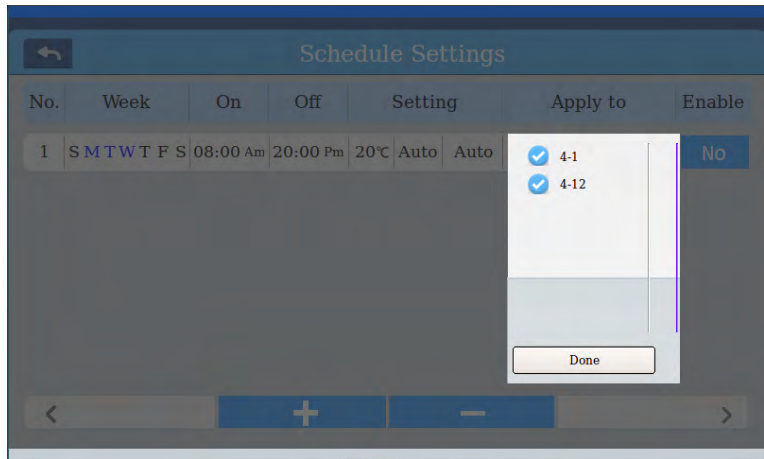 Schedule Settings
No. Week On Off Setting Apply to Enable
1 S M T W T F S 08:00 Am 20:00 Pm 20℃ Auto Auto No
4-1
4-12
Done